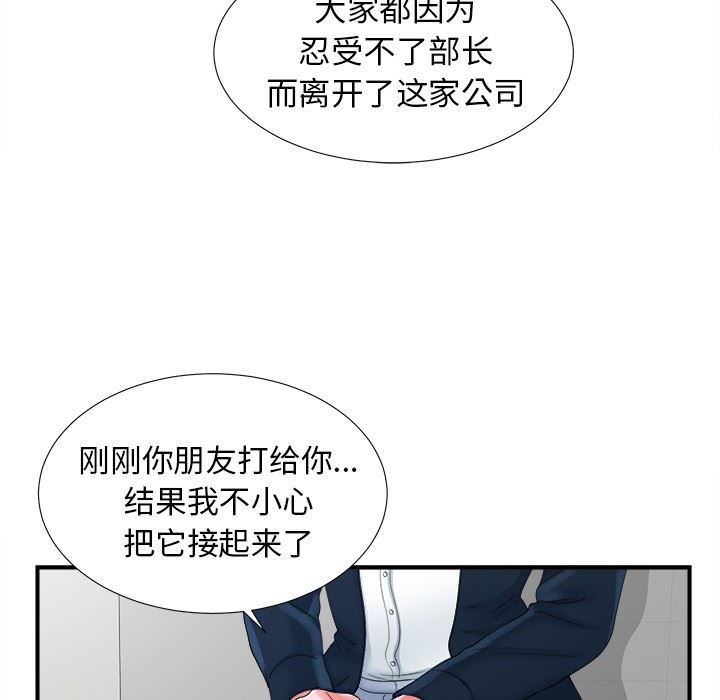 大家都因为
忍受不了部长
而离开了这家公司
刚刚你朋友打给你...
结果我不小心
把它接起来了